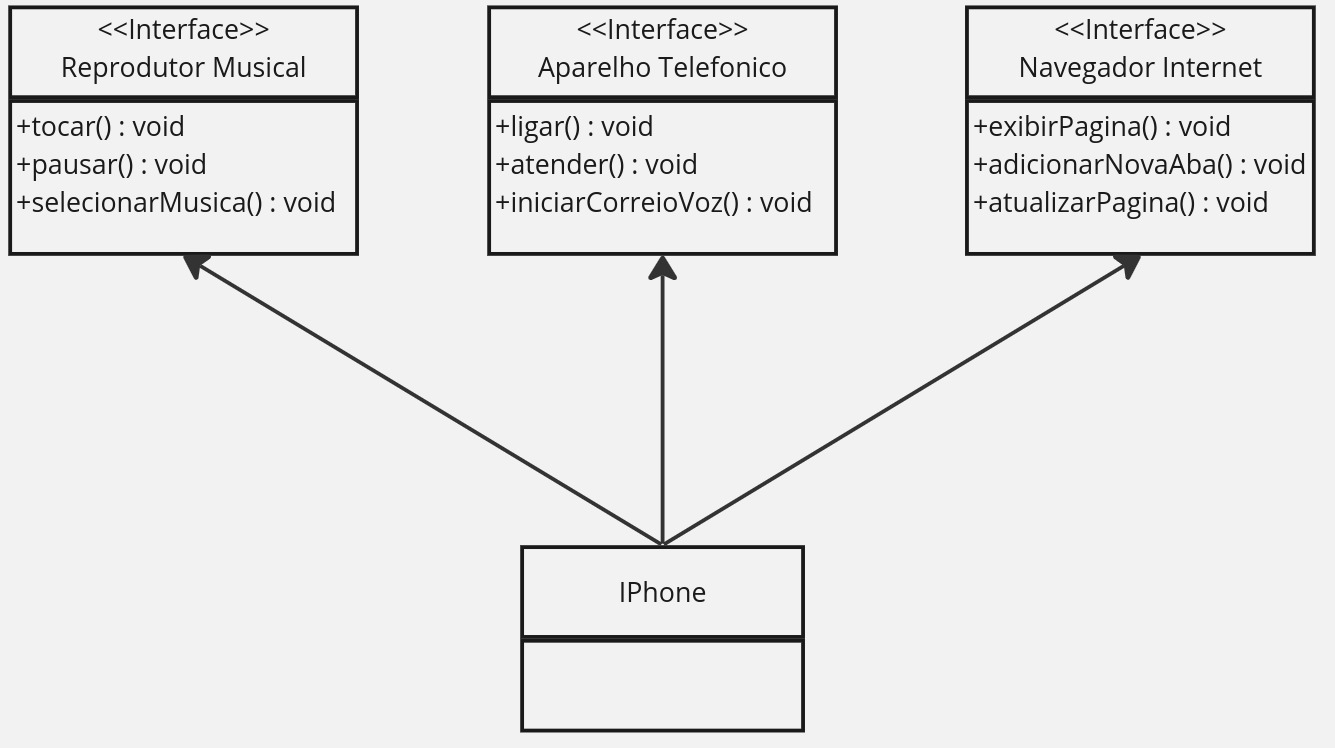 <<Interface>>
Reprodutor Musical
+tocar() : void
+pausar() : void
+selecionarMusica() : void
<<Interface>>
Aparelho Telefonico
+ligar() : void
+atender() : void
+iniciarCorreioVoz() : void
<<Interface>>
Navegador Internet
+exibirPagina() : void
+adicionarNovaAba() : void
+atualizarPagina() : void
IPhone